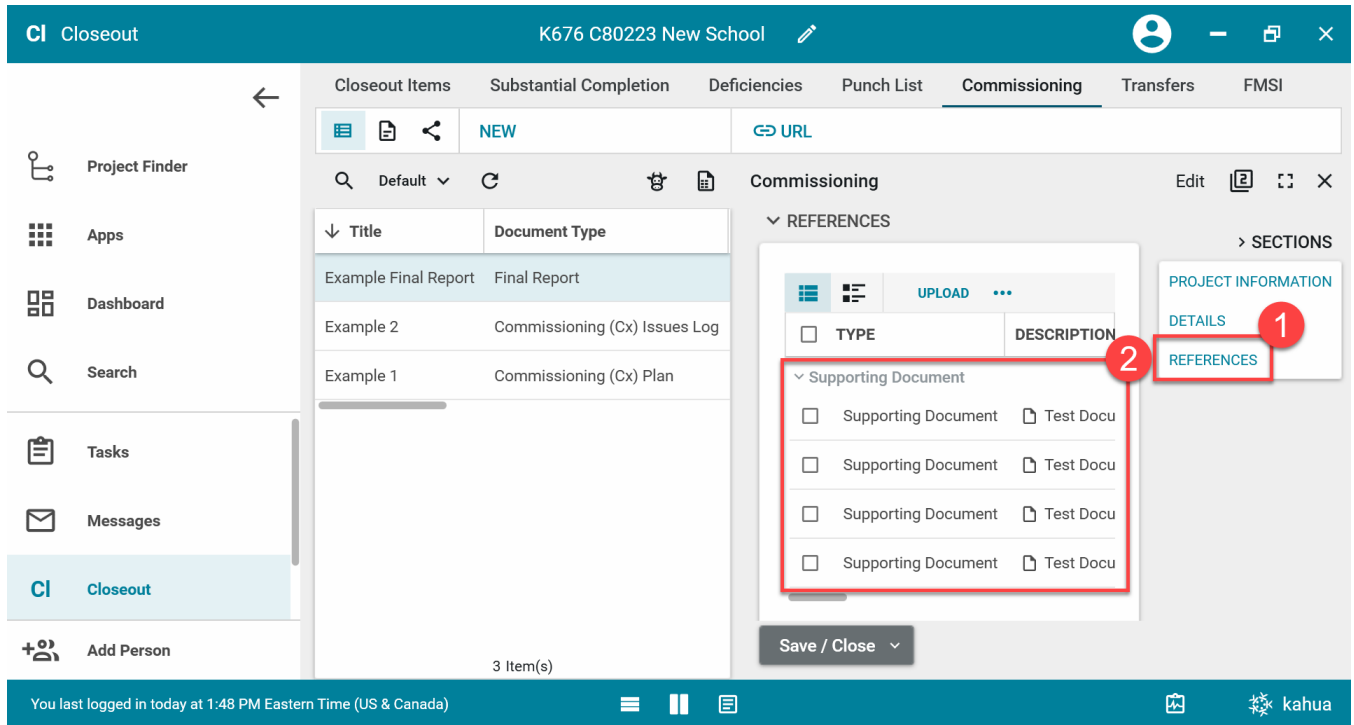 Cl Closeout
K676 C80223 New School
Closeout Items Substantial Completion Deficiencies Punch List Commissioning Transfers FMSI
NEW
URL
Project Finder
Apps
Dashboard
Search
Tasks
Messages
Cl Closeout
Add Person
Default
Title Document Type
Example Final Report Final Report
Example 2 Commissioning (Cx) Issues Log
Example 1 Commissioning (Cx) Plan
3 Item(s)
Commissioning
Edit 2
REFERENCES
UPLOAD •••
TYPE DESCRIPTION
Supporting Document
Supporting Document Test Docu
Supporting Document Test Docu
Supporting Document Test Docu
Supporting Document Test Docu
Save / Close
> SECTIONS
PROJECT INFORMATION
DETAILS
1
REFERENCES
2
You last logged in today at 1:48 PM Eastern Time (US & Canada)
kahua